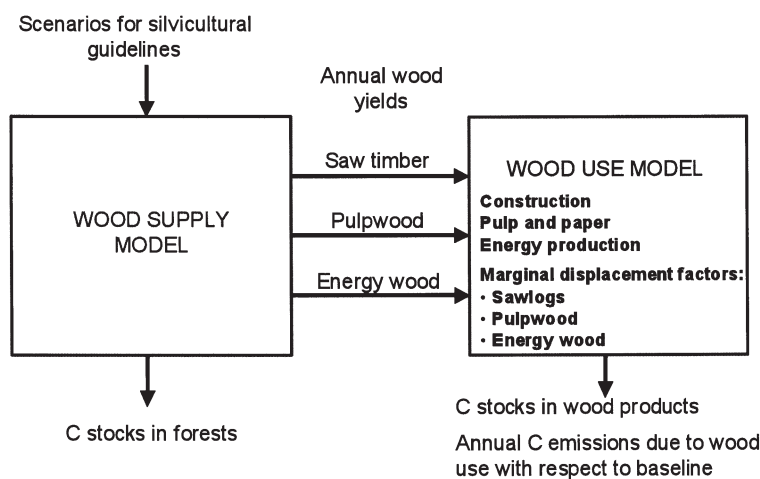 Scenarios for silvicultural
guidelines
Annual wood
yields
WOOD SUPPLY
MODEL
Saw timber
Pulpwood
Energy wood
WOOD USE MODEL
Construction
Pulp and paper
Energy production
Marginal displacement factors:
• Sawlogs
• Pulpwood
• Energy wood
C stocks in forests
C stocks in wood products
Annual C emissions due to wood
use with respect to baseline